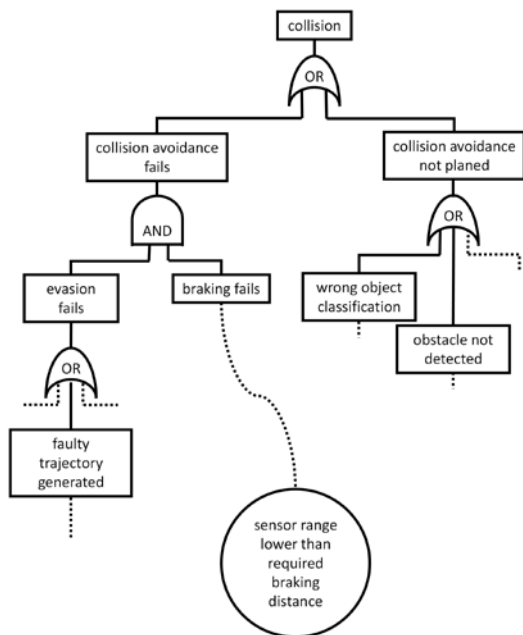 collision
OR
collision avoidance
fails
collision avoidance
not planed
AND
OR
evasion
fails
braking fails
wrong object
classification
obstacle not
detected
OR
faulty
trajectory
generated
sensor range
lower than
required
braking
distance